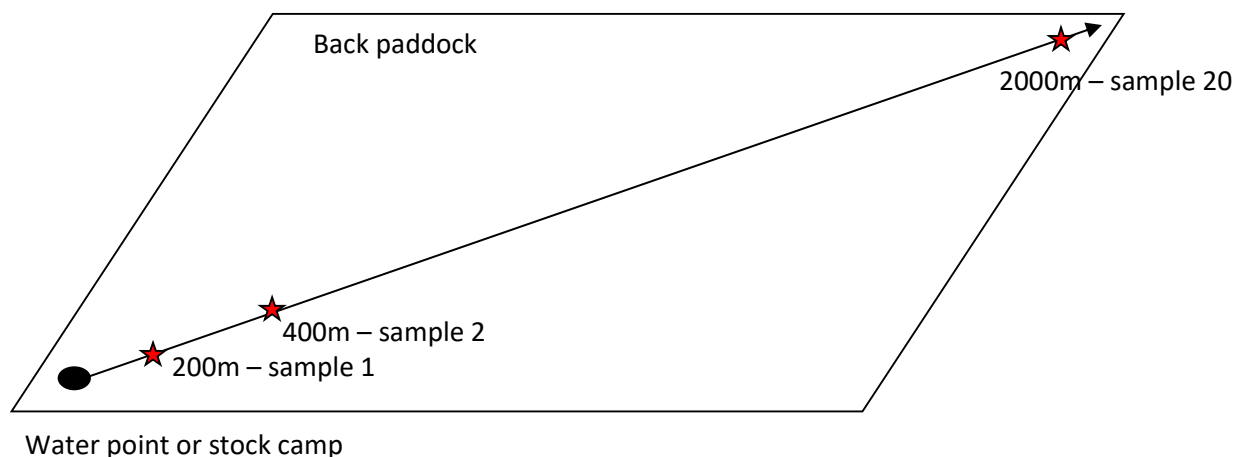 Back paddock
2000m – sample 20
400m – sample 2
200m – sample 1
Water point or stock camp